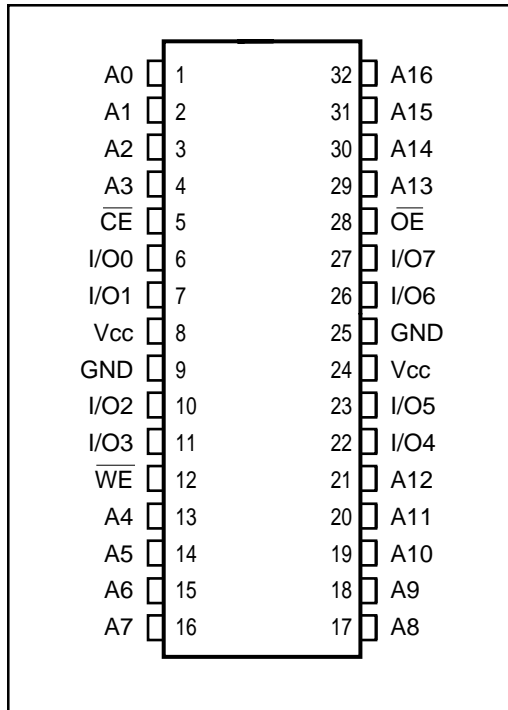 A0 1 32 A16
A1 2 31 A15
A2 3 30 A14
A3 4 29 A13
C̅E̅ 5 28 O̅E̅
I/O0 6 27 I/O7
I/O1 7 26 I/O6
Vcc 8 25 GND
GND 9 24 Vcc
I/O2 10 23 I/O5
I/O3 11 22 I/O4
W̅E̅ 12 21 A12
A4 13 20 A11
A5 14 19 A10
A6 15 18 A9
A7 16 17 A8